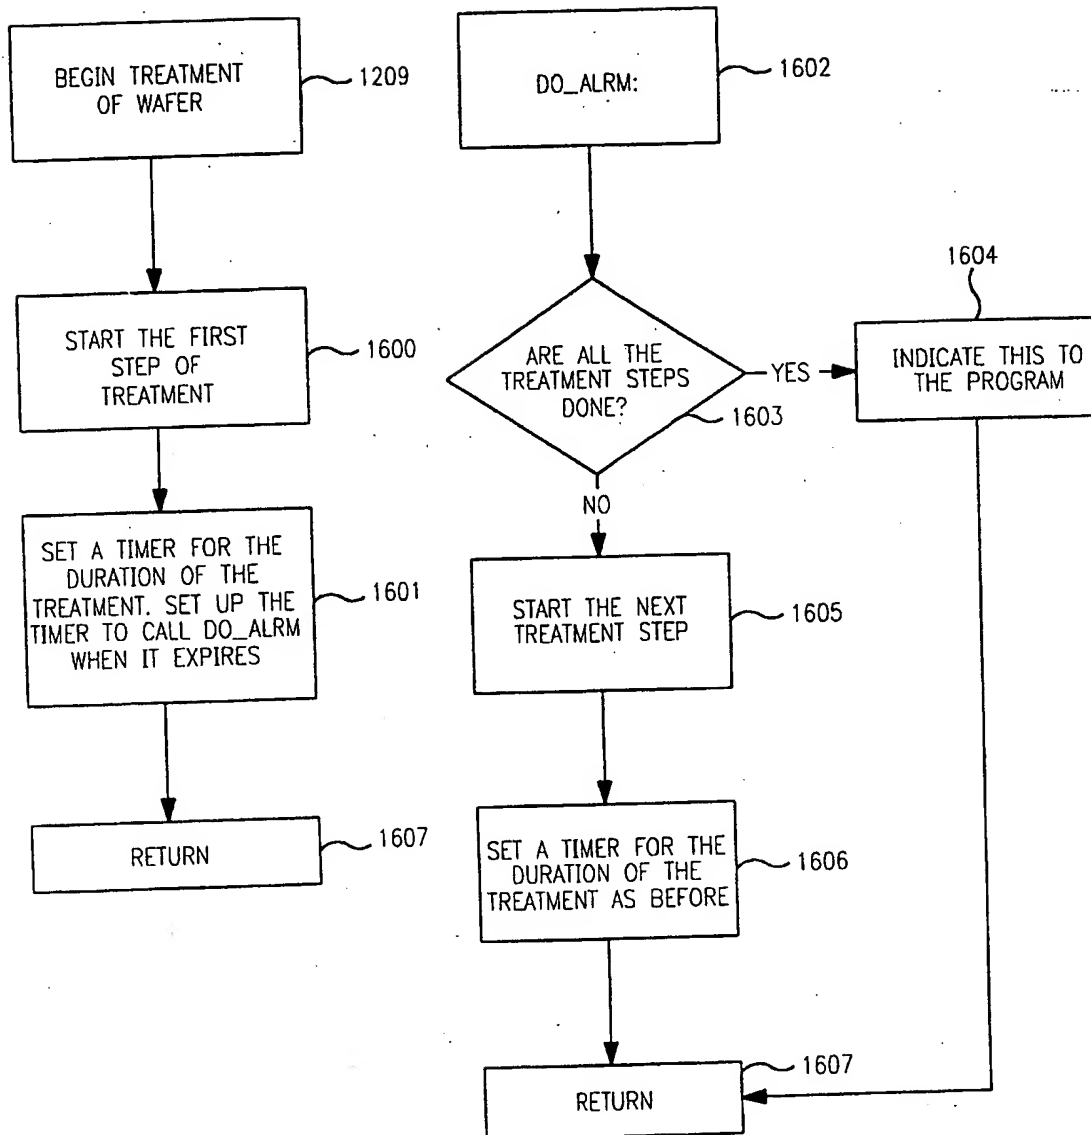 BEGIN TREATMENT
OF WAFER
1209
START THE FIRST
STEP OF
TREATMENT
1600
SET A TIMER FOR THE
DURATION OF THE
TREATMENT. SET UP THE
TIMER TO CALL DO_ALRM
WHEN IT EXPIRES
1601
RETURN
1607
DO_ALRM:
1602
ARE ALL THE
TREATMENT STEPS
DONE?
1603
YES
1604
INDICATE THIS TO
THE PROGRAM
NO
START THE NEXT
TREATMENT STEP
1605
SET A TIMER FOR THE
DURATION OF THE
TREATMENT AS BEFORE
1606
RETURN
1607